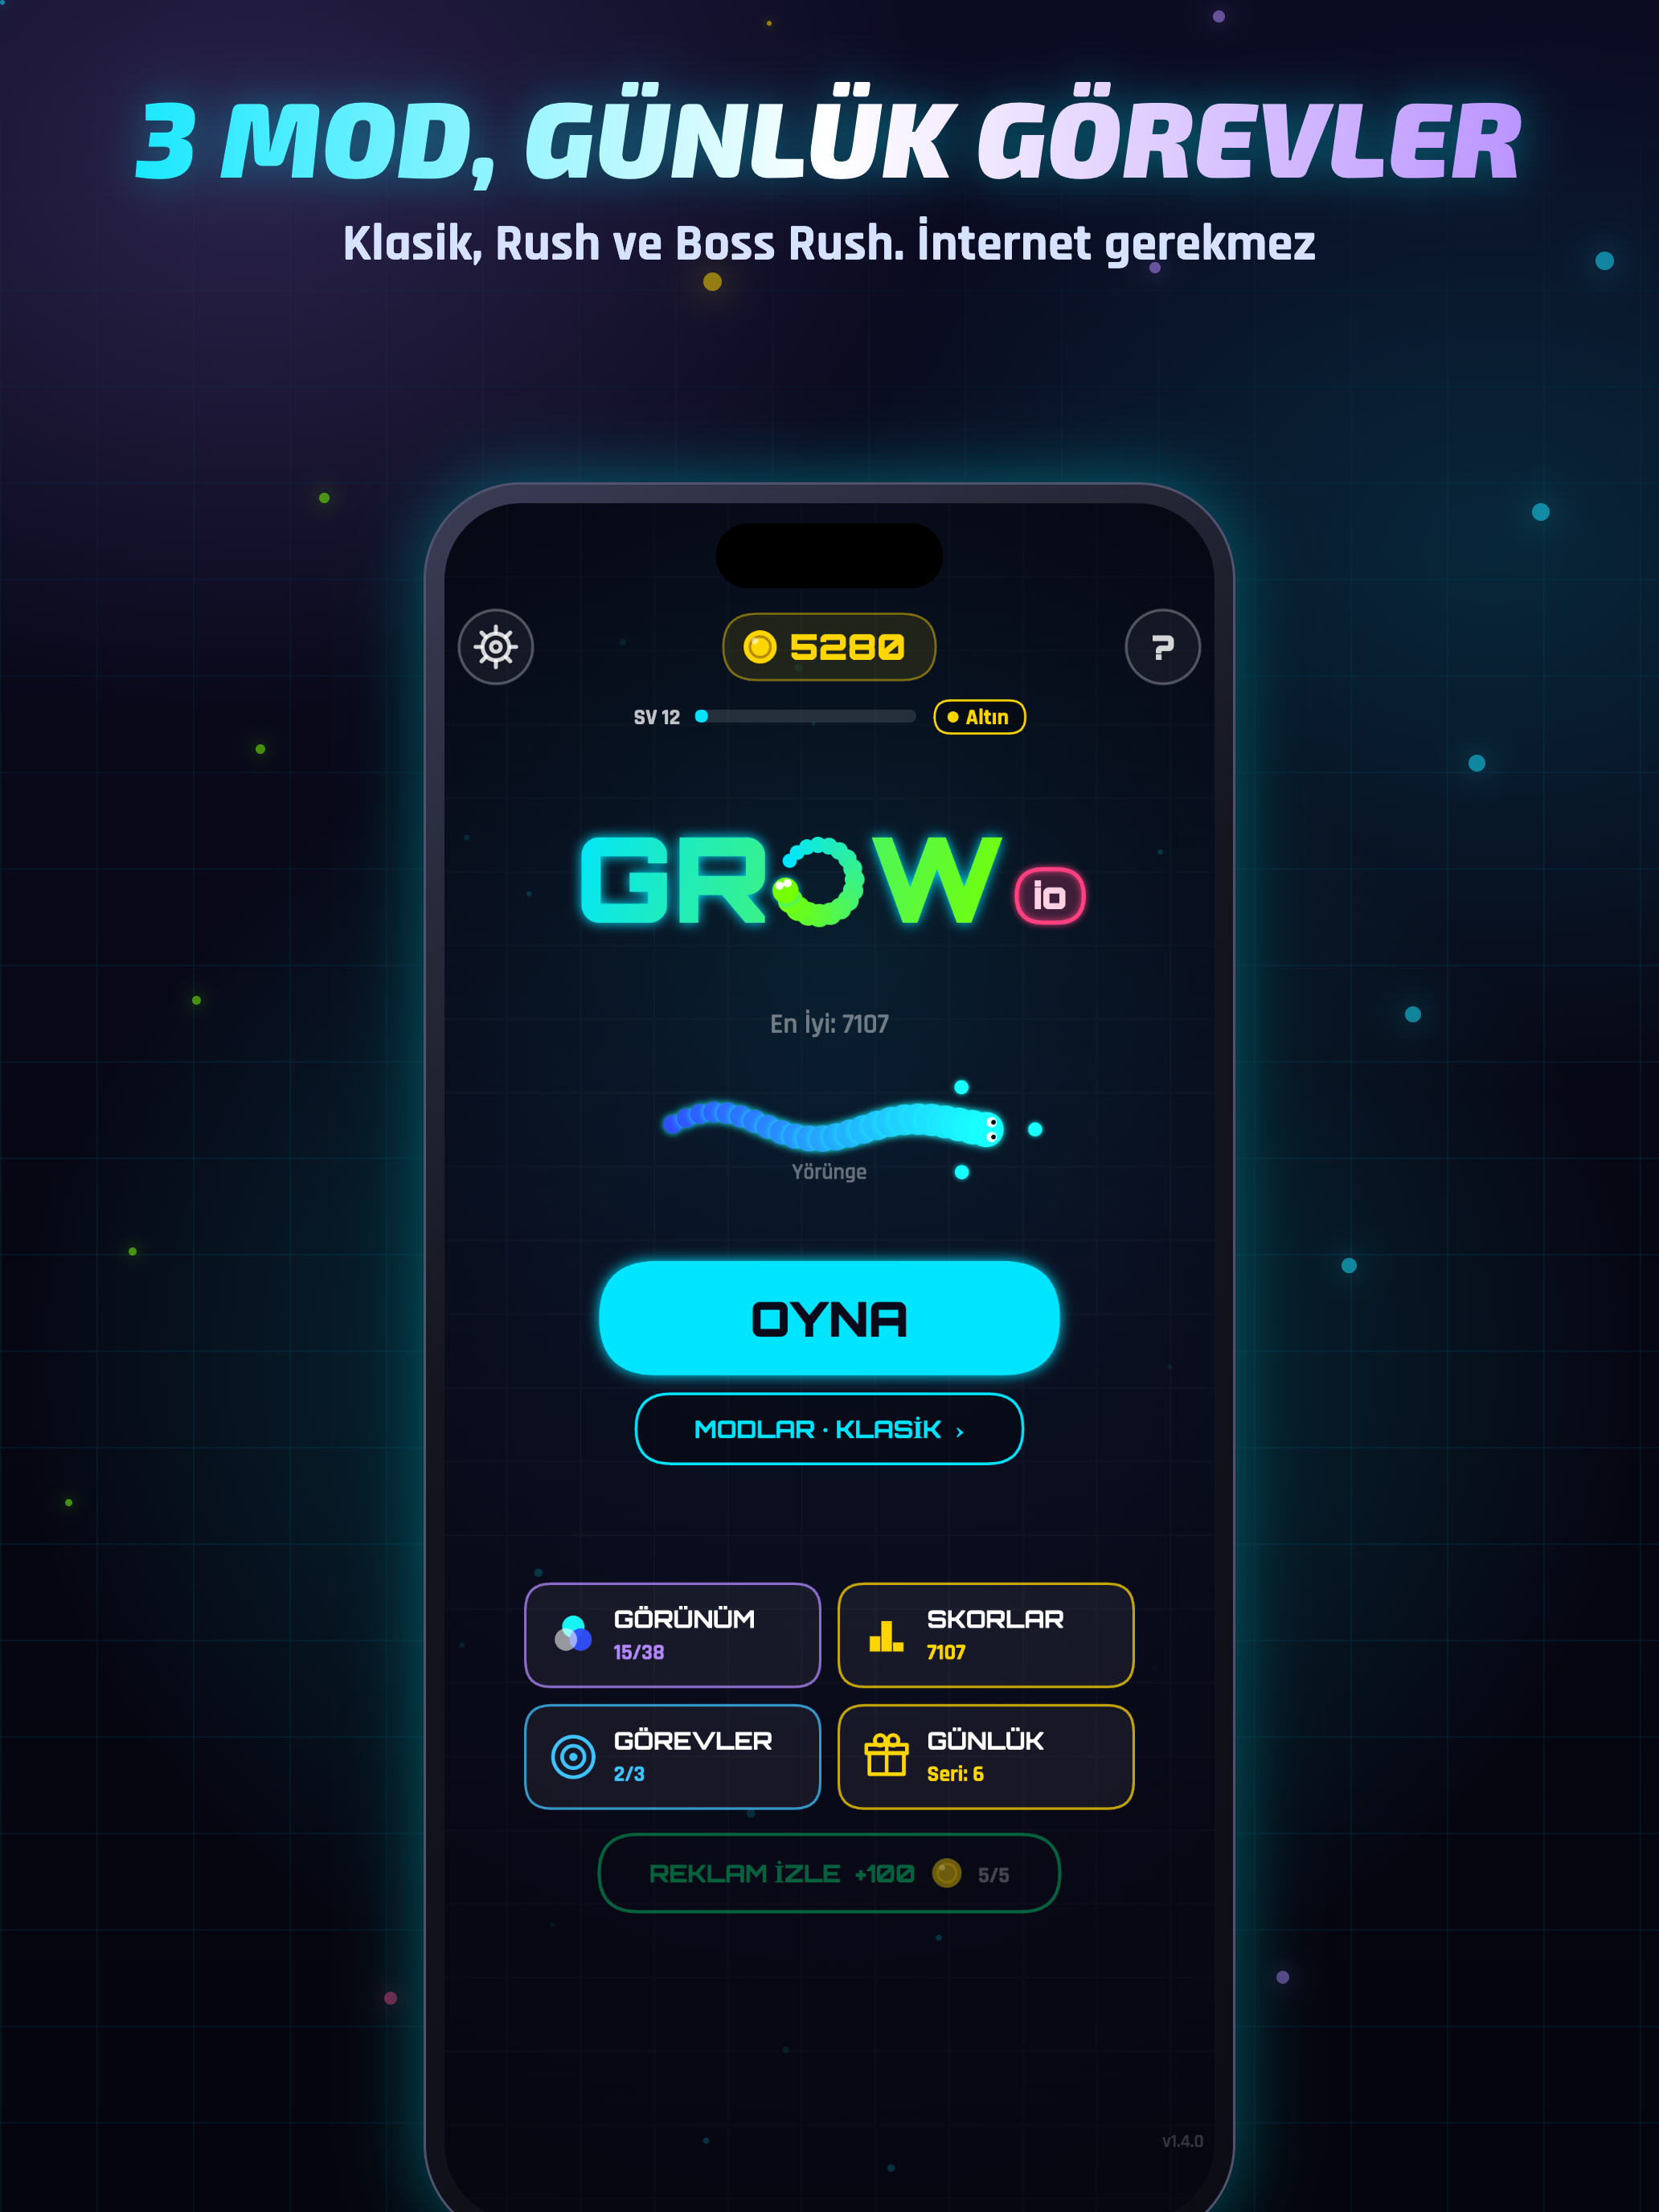 3 MOD, GÜNLÜK GÖREVLER
Klasik, Rush ve Boss Rush. İnternet gerekmez
5280
?
SV 12
Altın
GROW io
En İyi: 7107
Yörünge
OYNA
MODLAR · KLASİK ›
GÖRÜNÜM
15/38
SKORLAR
7107
GÖREVLER
2/3
GÜNLÜK
Seri: 6
REKLAM İZLE +100 5/5
v1.4.0